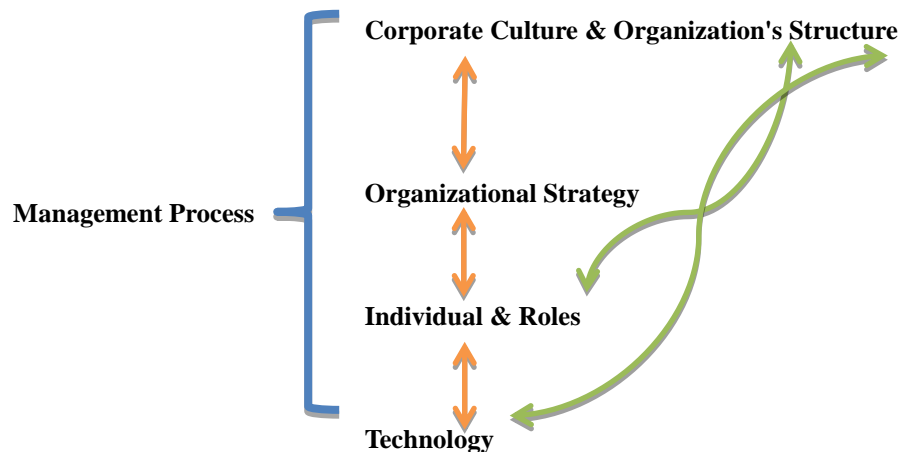 Corporate Culture & Organization's Structure
Organizational Strategy
Management Process
Individual & Roles
Technology